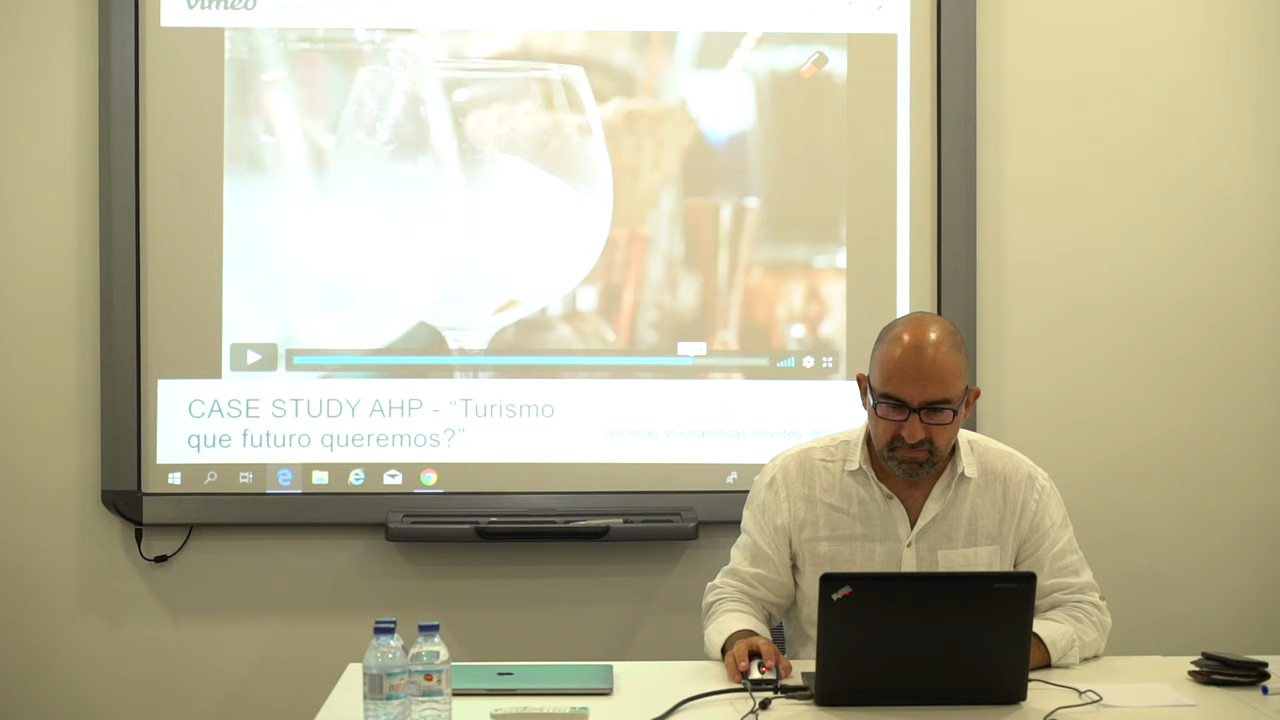 vimeo
CASE STUDY AHP - “Turismo
que futuro queremos?”
ver todas as estatísticas do vídeo